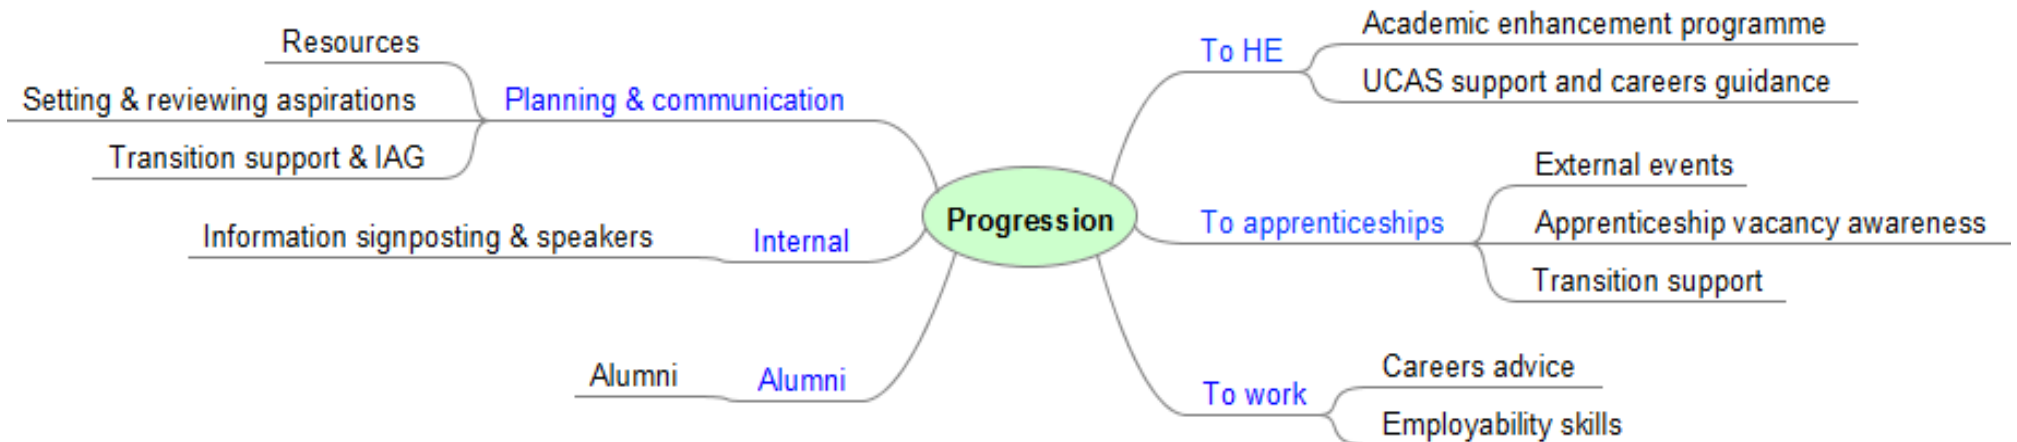 Resources
Setting & reviewing aspirations
Transition support & IAG
Planning & communication
Information signposting & speakers
Internal
Alumni
Alumni
Progression
To HE
Academic enhancement programme
UCAS support and careers guidance
To apprenticeships
External events
Apprenticeship vacancy awareness
Transition support
To work
Careers advice
Employability skills